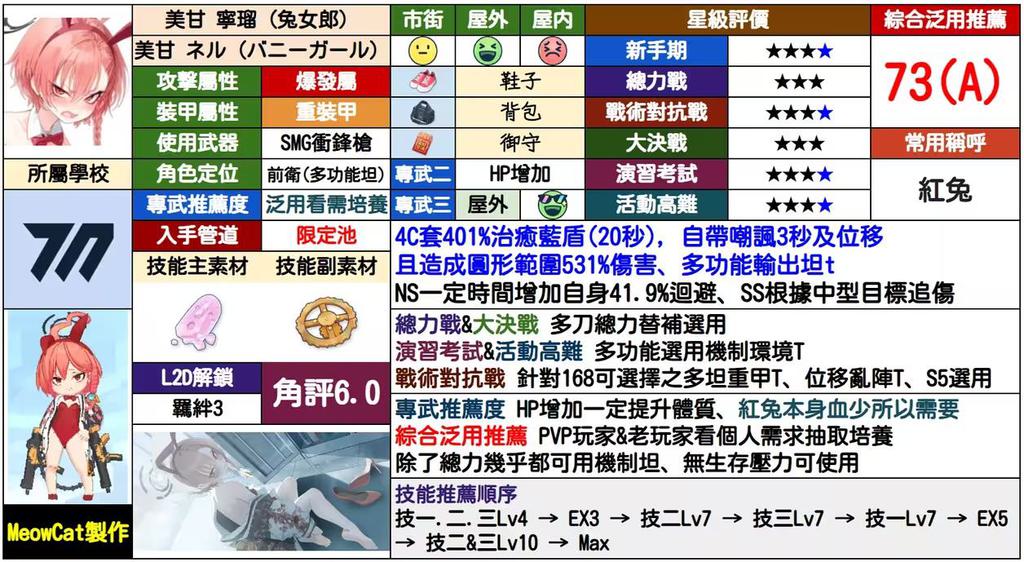 美甘 寧瑠（兔女郎）
美甘 ネル（バニーガール）
攻擊屬性 爆發屬
裝甲屬性 重裝甲
使用武器 SMG衝鋒槍
所屬學校
角色定位 前衛(多功能坦)
專武推薦度 泛用看需培養
入手管道 限定池
技能主素材 技能副素材
L2D解鎖
羈絆3
角評6.0
MeowCat製作
市街 屋外 屋內
鞋子
背包
御守
專武二 HP增加
專武三 屋外
星級評價
新手期 ★★★★
總力戰 ★★★
戰術對抗戰 ★★★★
大決戰 ★★★
演習考試 ★★★★
活動高難 ★★★★
綜合泛用推薦
73(A)
常用稱呼
紅兔
4C套401%治癒藍盾(20秒), 自帶嘲諷3秒及位移
且造成圓形範圍531%傷害、多功能輸出坦t
NS一定時間增加自身41.9%迴避、SS根據中型目標追傷
總力戰&大決戰 多刀總力替補選用
演習考試&活動高難 多功能選用機制環境T
戰術對抗戰 針對168可選擇之多坦重甲T、位移亂陣T、S5選用
專武推薦度 HP增加一定提升體質、紅兔本身血少所以需要
綜合泛用推薦 PVP玩家&老玩家看個人需求抽取培養
除了總力幾乎都可用機制坦、無生存壓力可使用
技能推薦順序
技一.二.三Lv4 → EX3 → 技二Lv7 → 技三Lv7 → 技一Lv7 → EX5
→ 技二&三Lv10 → Max